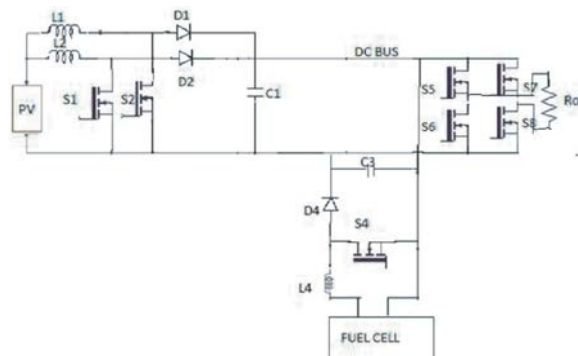 L1
D1
L2
DC BUS
D2
S1
S2
S5
S7
PV
C1
Ro
S6
S8
C3
D4
S4
L4
FUEL CELL